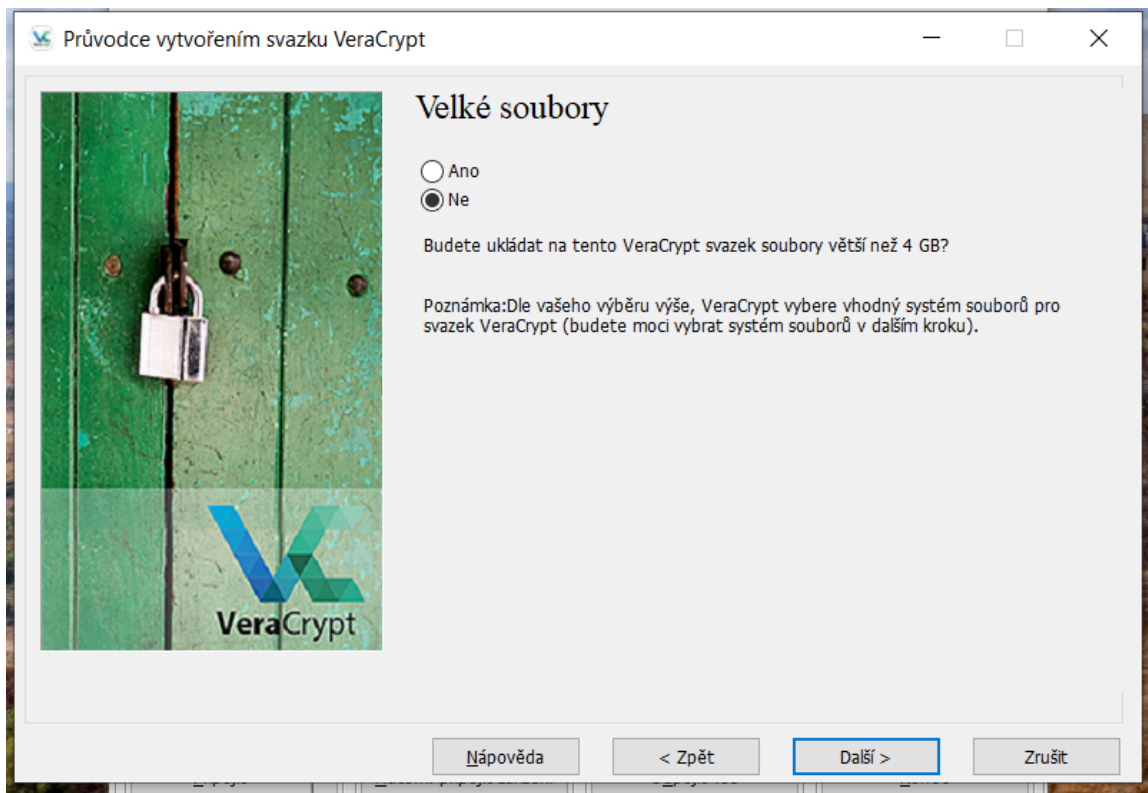 Průvodce vytvořením svazku VeraCrypt
Velké soubory
Ano
Ne
Budete ukládat na tento VeraCrypt svazek soubory větší než 4 GB?
Poznámka:Dle vašeho výběru výše, VeraCrypt vybere vhodný systém souborů pro
svazek VeraCrypt (budete moci vybrat systém souborů v dalším kroku).
VeraCrypt
Nápověda
< Zpět
Další >
Zrušit